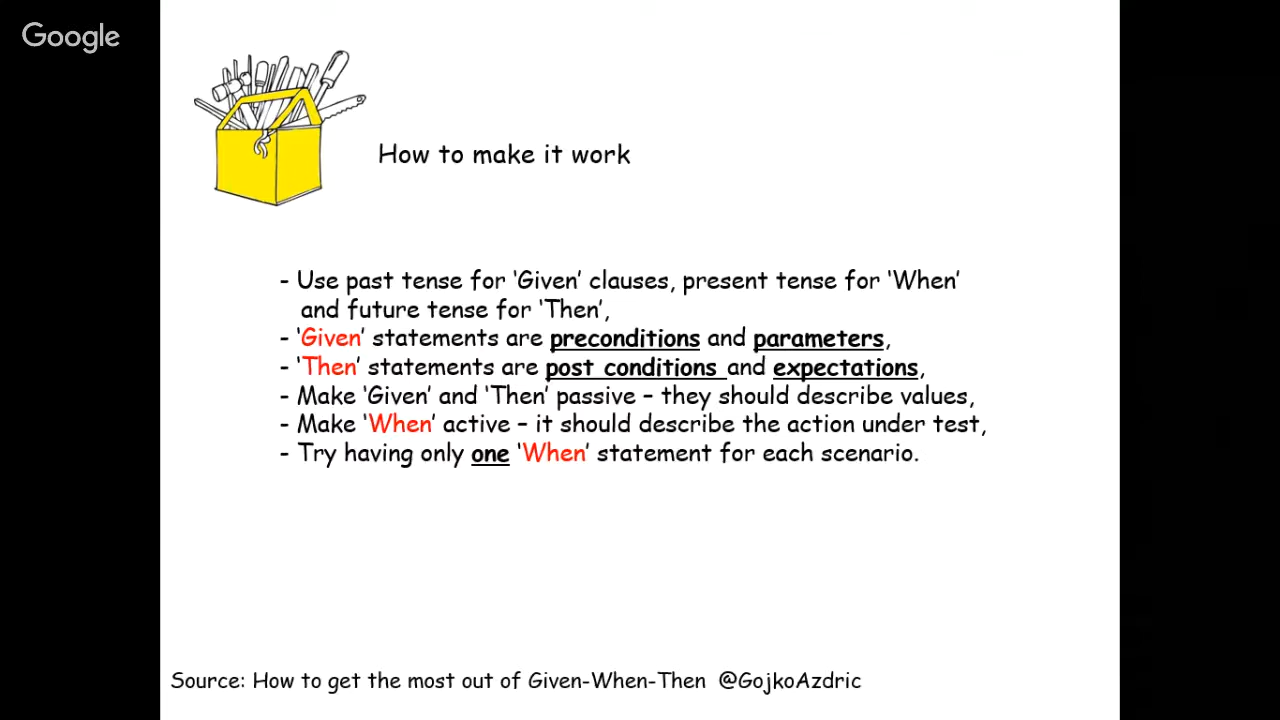 Google
How to make it work
- Use past tense for ‘Given’ clauses, present tense for ‘When’
and future tense for ‘Then’,
- ‘Given’ statements are preconditions and parameters,
- ‘Then’ statements are post conditions and expectations,
- Make ‘Given’ and ‘Then’ passive – they should describe values,
- Make ‘When’ active – it should describe the action under test,
- Try having only one ‘When’ statement for each scenario.
Source: How to get the most out of Given-When-Then @GojkoAzdric